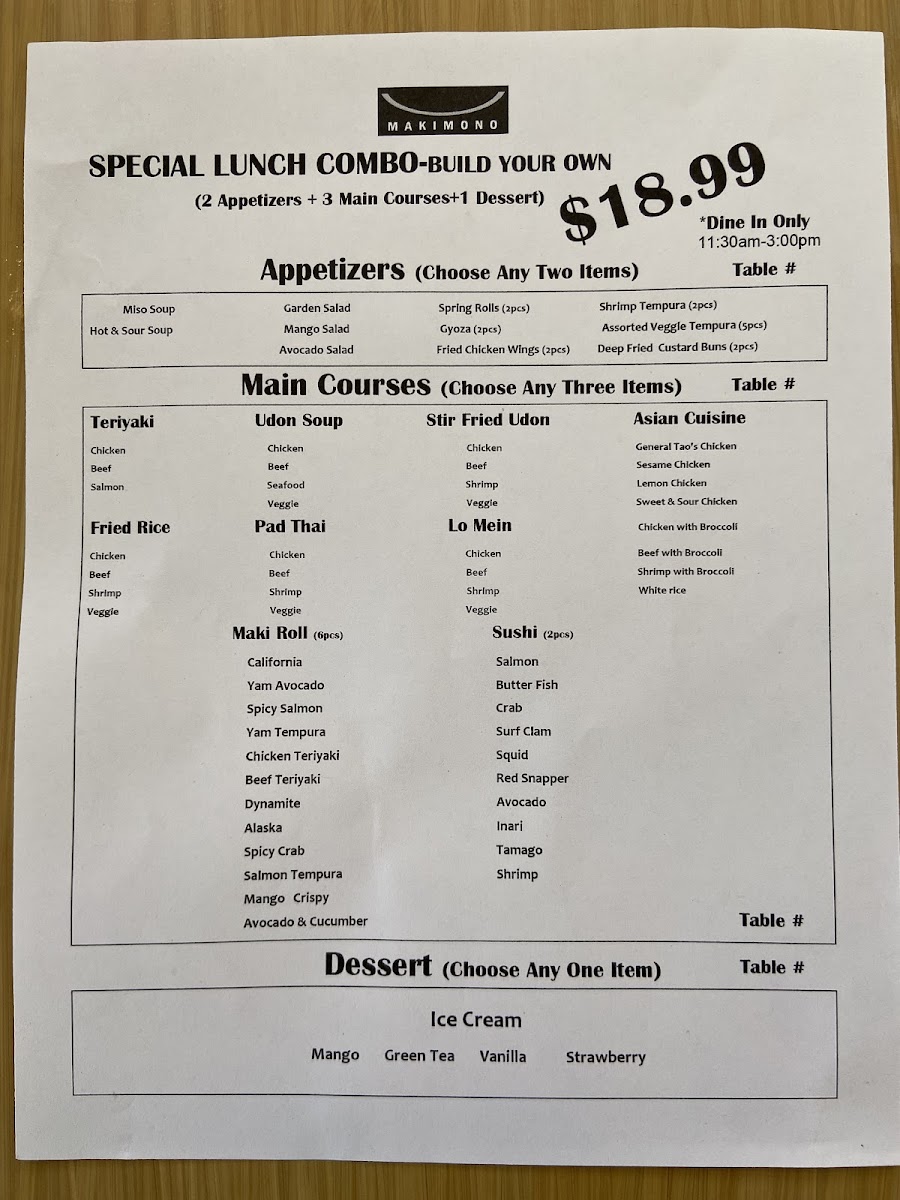 MAKIMONO
SPECIAL LUNCH COMBO-BUILD YOUR OWN
(2 Appetizers + 3 Main Courses+1 Dessert)
$18.99
*Dine In Only
11:30am-3:00pm
Appetizers (Choose Any Two Items) Table #
Miso Soup Garden Salad Spring Rolls (2pcs) Shrimp Tempura (2pcs)
Hot & Sour Soup Mango Salad Gyoza (2pcs) Assorted Veggie Tempura (5pcs)
Avocado Salad Fried Chicken Wings (2pcs) Deep Fried Custard Buns (2pcs)
Main Courses (Choose Any Three Items) Table #
Teriyaki Udon Soup Stir Fried Udon Asian Cuisine
Chicken Chicken Chicken General Tao's Chicken
Beef Beef Beef Sesame Chicken
Salmon Seafood Shrimp Lemon Chicken
Veggie Veggie Sweet & Sour Chicken
Fried Rice Pad Thai Lo Mein Chicken with Broccoli
Chicken Chicken Chicken Beef with Broccoli
Beef Beef Beef Shrimp with Broccoli
Shrimp Shrimp Shrimp White rice
Veggie Veggie Veggie
Maki Roll (6pcs) Sushi (2pcs)
California Salmon
Yam Avocado Butter Fish
Spicy Salmon Crab
Yam Tempura Surf Clam
Chicken Teriyaki Squid
Beef Teriyaki Red Snapper
Dynamite Avocado
Alaska Inari
Spicy Crab Tamago
Salmon Tempura Shrimp
Mango Crispy
Avocado & Cucumber Table #
Dessert (Choose Any One Item) Table #
Ice Cream
Mango Green Tea Vanilla Strawberry